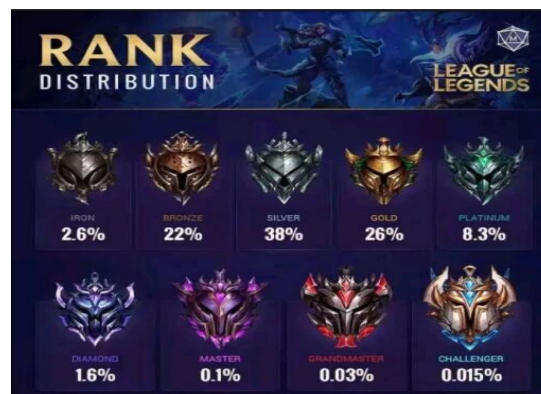 RANK
DISTRIBUTION
LEAGUE OF
LEGENDS
IRON
2.6%
BRONZE
22%
SILVER
38%
GOLD
26%
PLATINUM
8.3%
DIAMOND
1.6%
MASTER
0.1%
GRANDMASTER
0.03%
CHALLENGER
0.015%